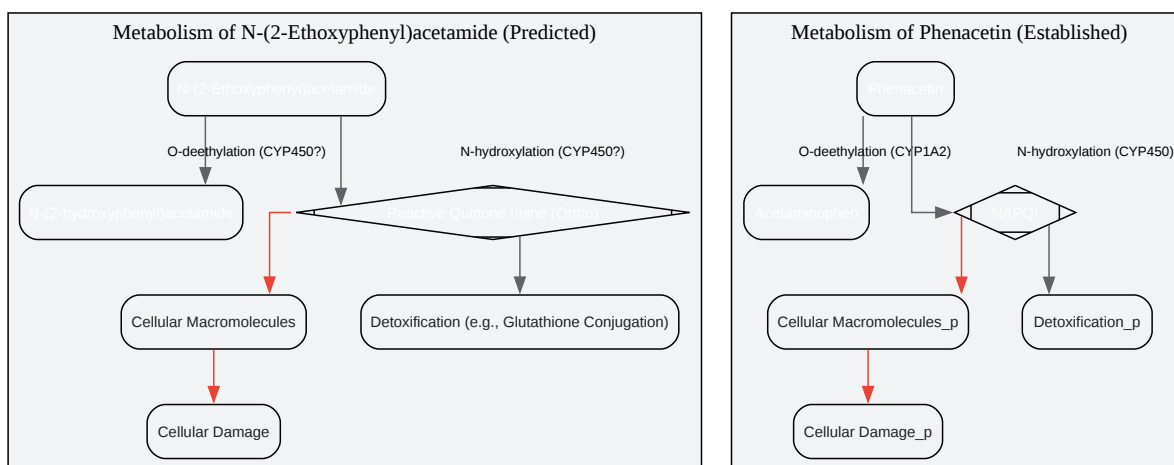 Metabolism of N-(2-Ethoxyphenyl)acetamide (Predicted)
N-(2-Ethoxyphenyl)acetamide
O-deethylation (CYP450?)
N-hydroxylation (CYP450?)
N-(2-hydroxyphenyl)acetamide
Reactive Quinone Imine (Ortho)
Cellular Macromolecules
Detoxification (e.g., Glutathione Conjugation)
Cellular Damage
Metabolism of Phenacetin (Established)
Phenacetin
O-deethylation (CYP1A2)
N-hydroxylation (CYP450)
Acetaminophen
NAPQI
Cellular Macromolecules_p
Detoxification_p
Cellular Damage_p